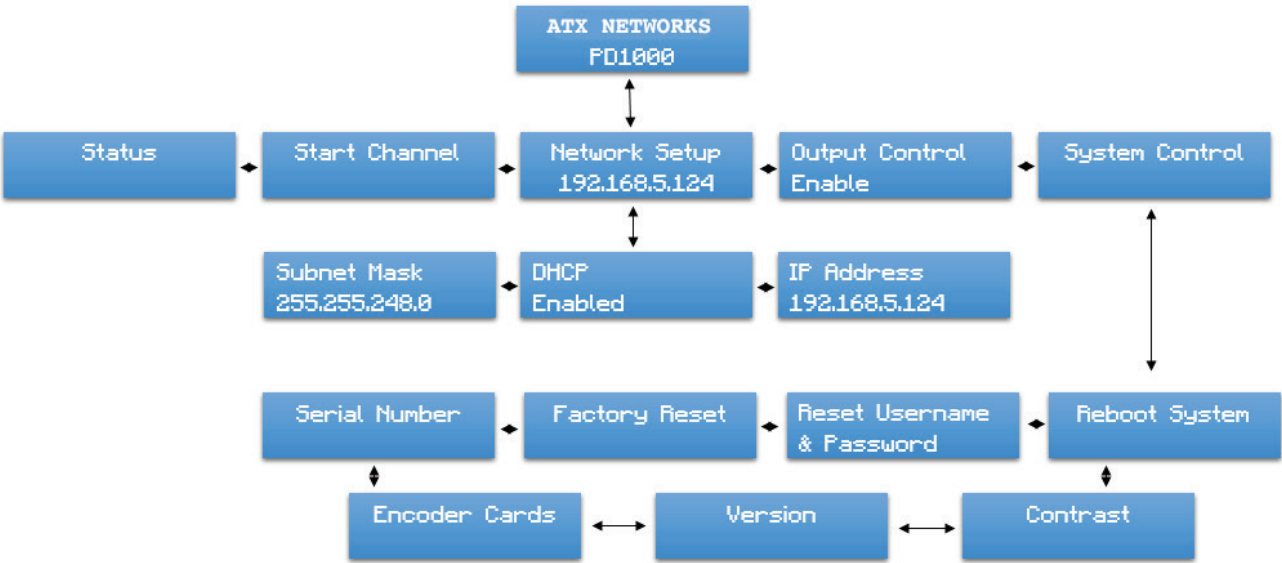 ATX NETWORKS
PD1000
Status
Start Channel
Network Setup
192.168.5.124
Output Control
Enable
System Control
Subnet Mask
255.255.248.0
DHCP
Enabled
IP Address
192.168.5.124
Serial Number
Factory Reset
Reset Username
& Password
Reboot System
Encoder Cards
Version
Contrast